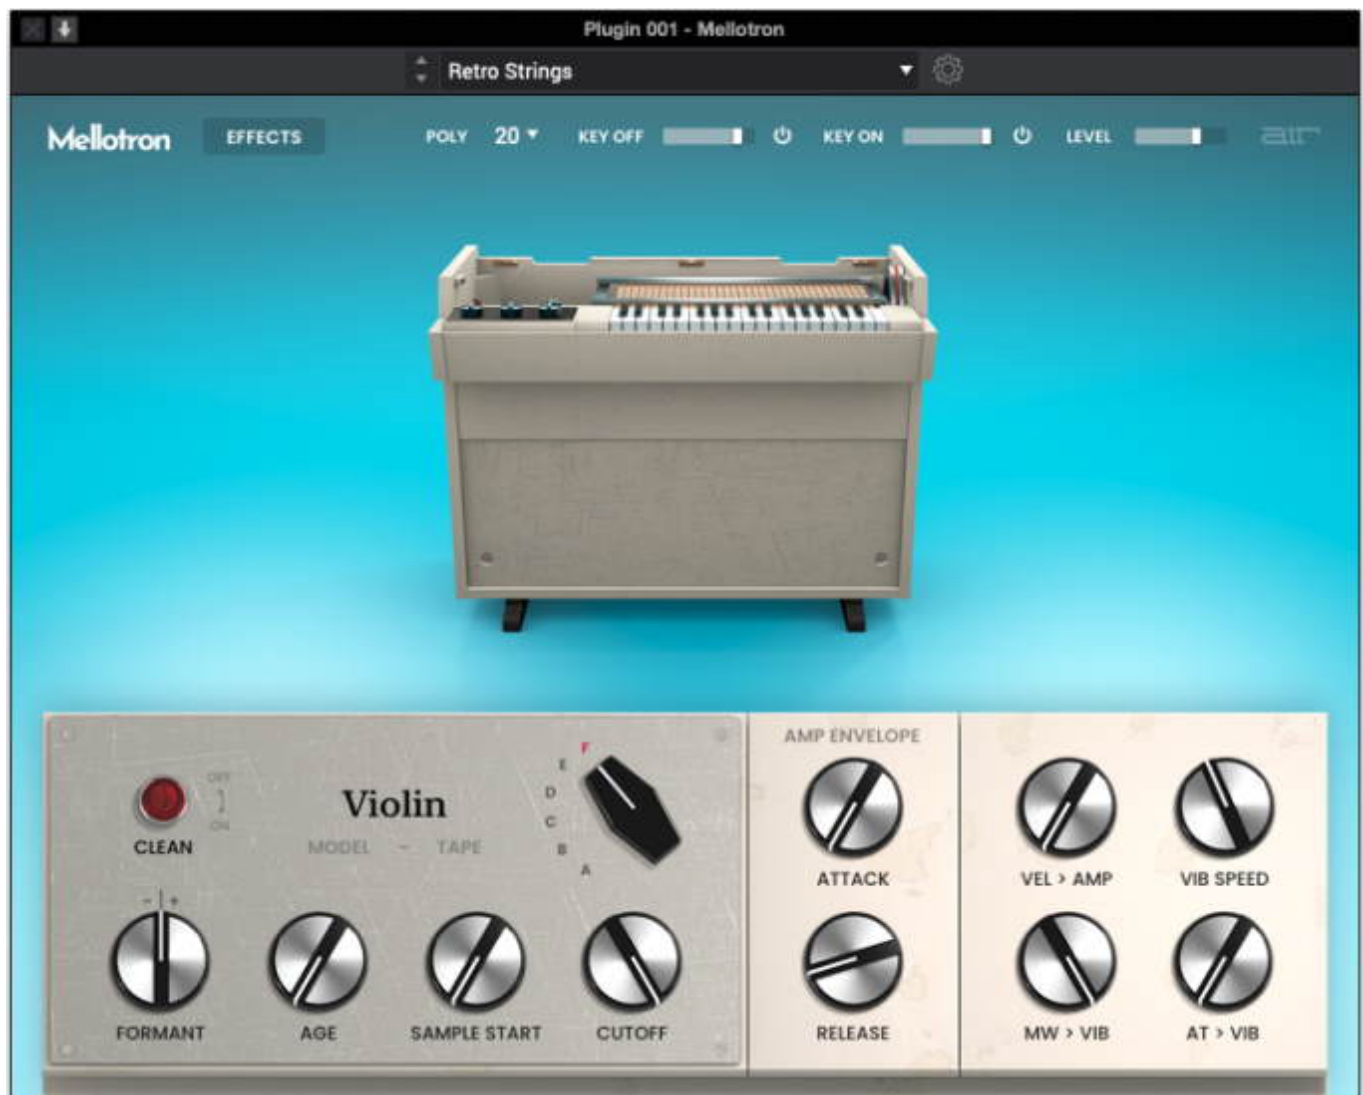 Plugin 001 - Mellotron
Retro Strings
Mellotron EFFECTS POLY 20 KEY OFF KEY ON LEVEL air
AMP ENVELOPE
E
D
C
B
A
OFF
ON
Violin
CLEAN
MODEL - TAPE
ATTACK VEL > AMP VIB SPEED
- +
FORMANT AGE SAMPLE START CUTOFF RELEASE MW > VIB AT > VIB